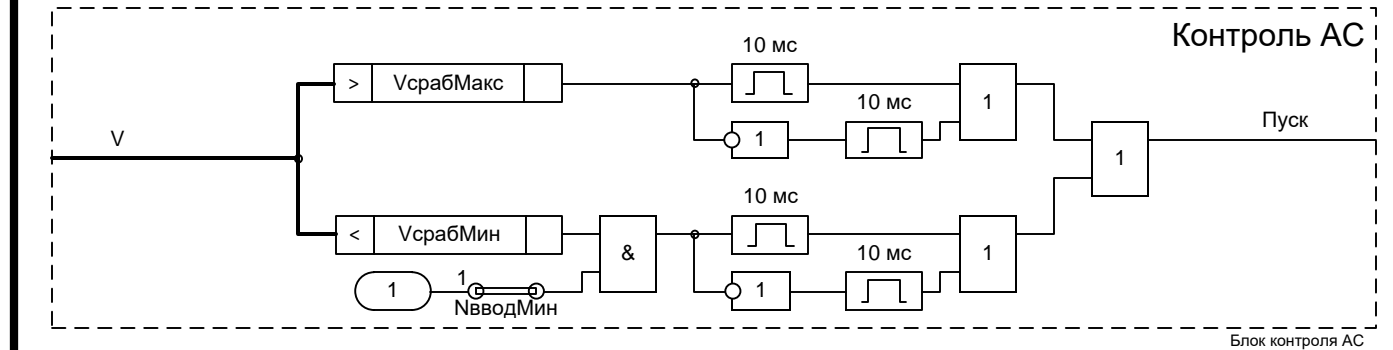 Контроль АС
10 мс
> VсрабМакс
1
10 мс
1
V
Пуск
1
10 мс
< VсрабМин
&
1
10 мс
1
1
1
NвводМин
Блок контроля АС